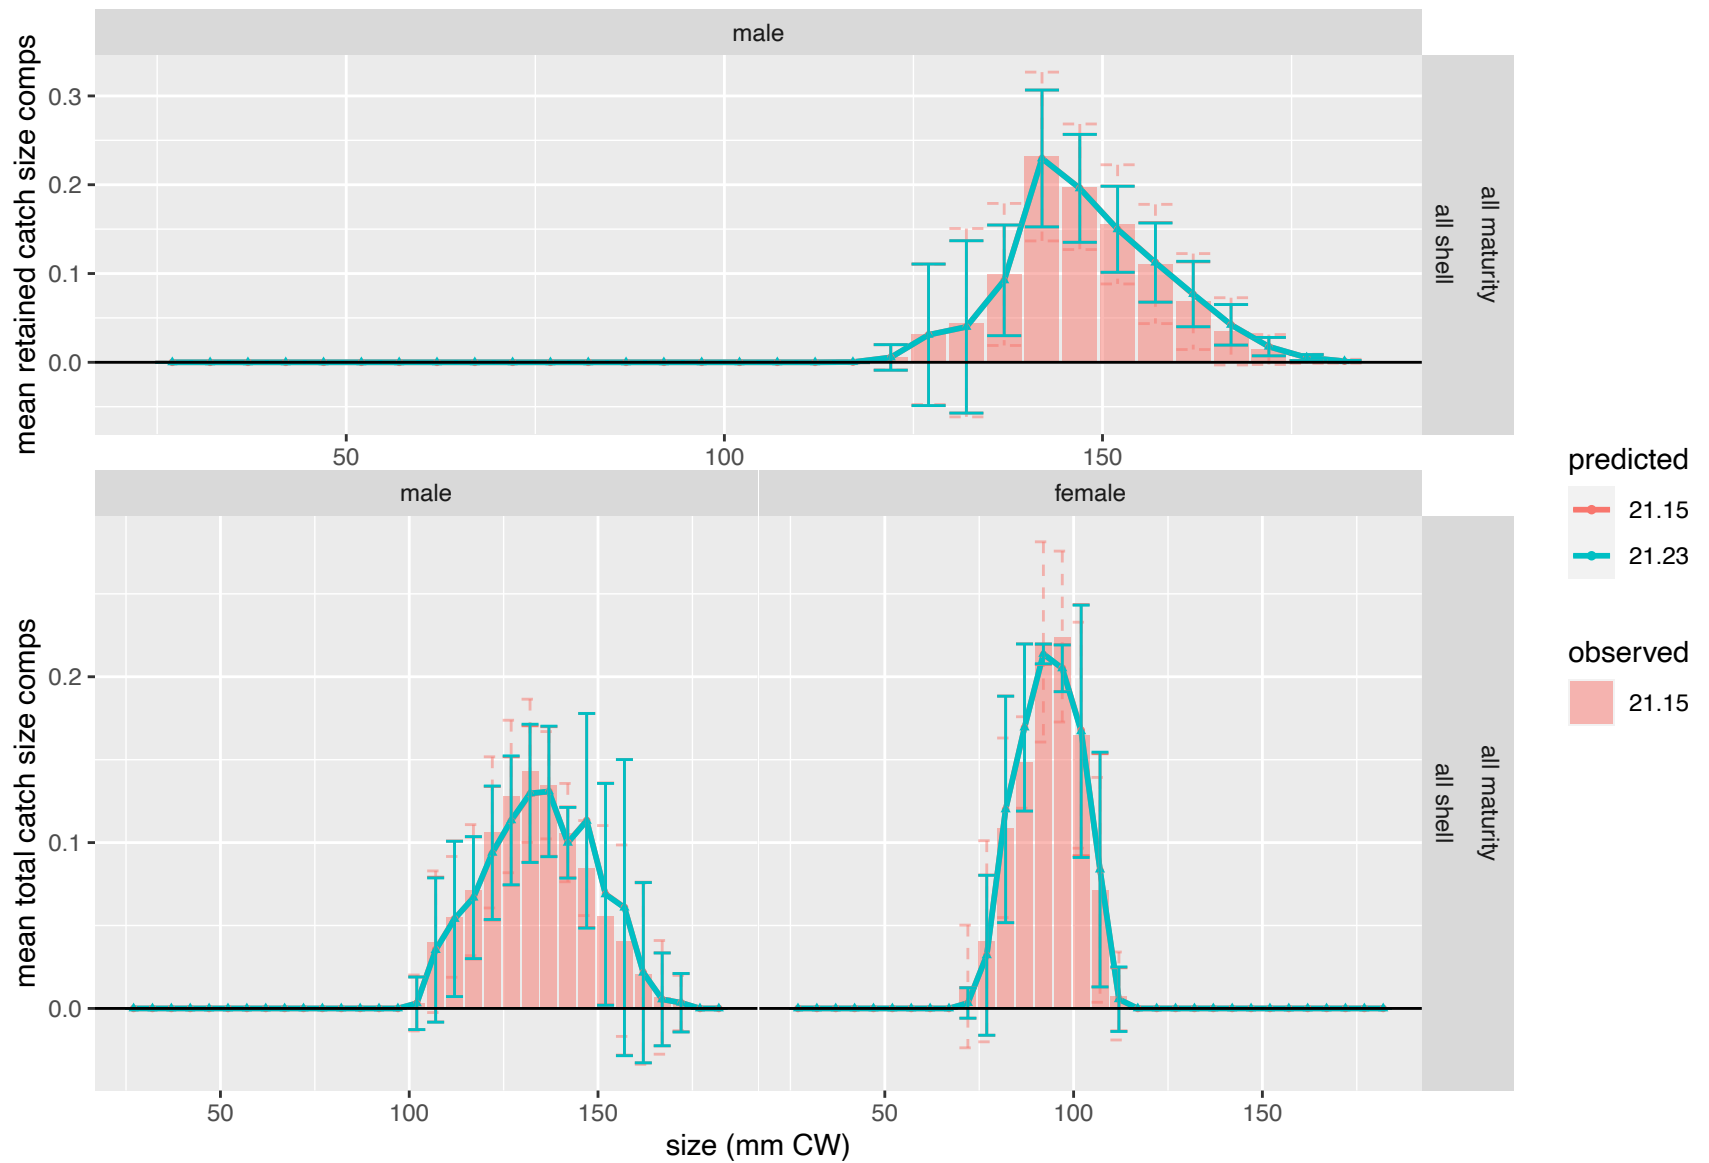 male
mean retained catch size comps
0.3
0.2
0.1
0.0
all maturity
all shell
50
100
150
male
female
mean total catch size comps
0.2
0.1
0.0
all maturity
all shell
50
100
150
50
100
150
size (mm CW)
predicted
21.15
21.23
observed
21.15